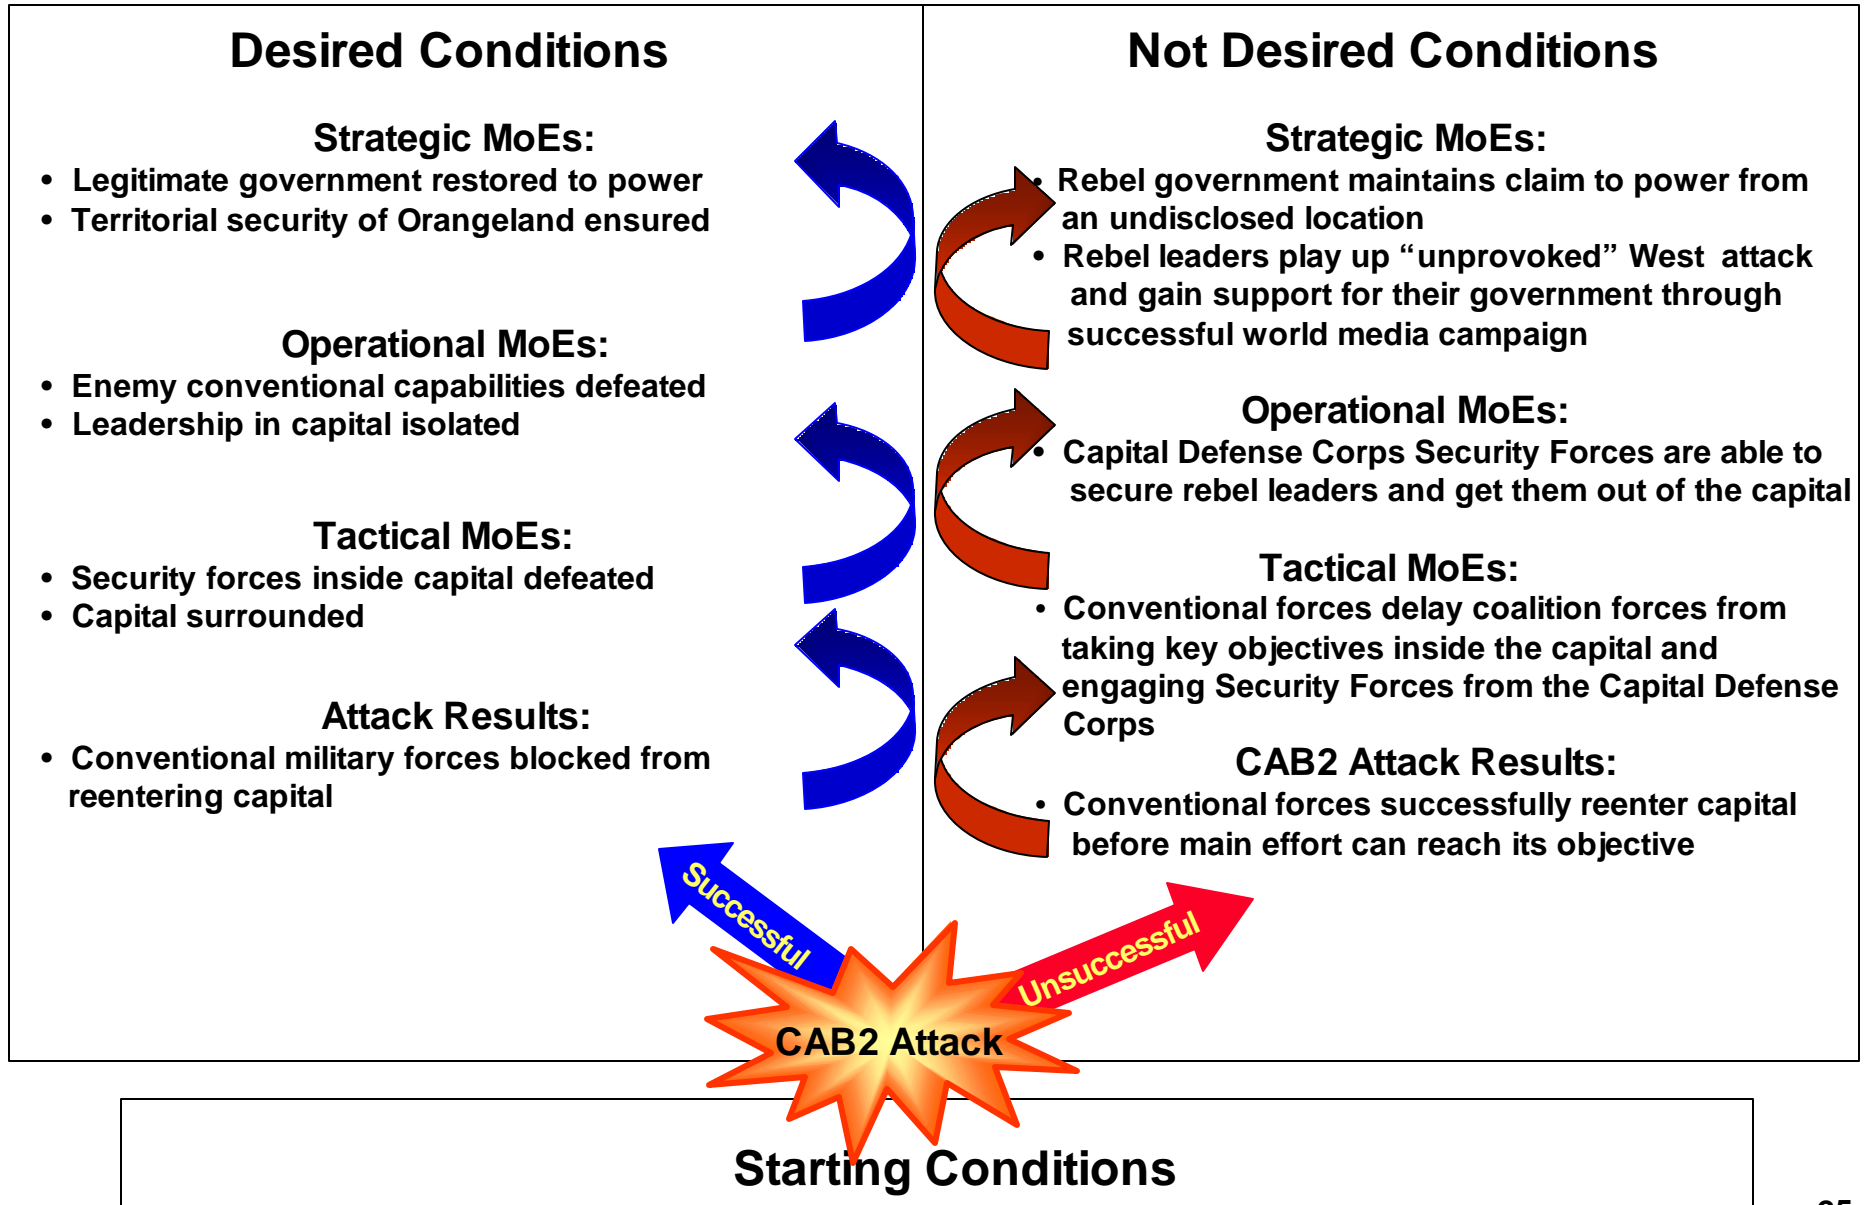 Desired Conditions
Strategic MoEs:
• Legitimate government restored to power
• Territorial security of Orangeland ensured
Operational MoEs:
• Enemy conventional capabilities defeated
• Leadership in capital isolated
Tactical MoEs:
• Security forces inside capital defeated
• Capital surrounded
Attack Results:
• Conventional military forces blocked from
reentering capital
Not Desired Conditions
Strategic MoEs:
• Rebel government maintains claim to power from
an undisclosed location
• Rebel leaders play up “unprovoked” West attack
and gain support for their government through
successful world media campaign
Operational MoEs:
• Capital Defense Corps Security Forces are able to
secure rebel leaders and get them out of the capital
Tactical MoEs:
• Conventional forces delay coalition forces from
taking key objectives inside the capital and
engaging Security Forces from the Capital Defense
Corps
CAB2 Attack Results:
• Conventional forces successfully reenter capital
before main effort can reach its objective
Successful
Unsuccessful
CAB2 Attack
Starting Conditions